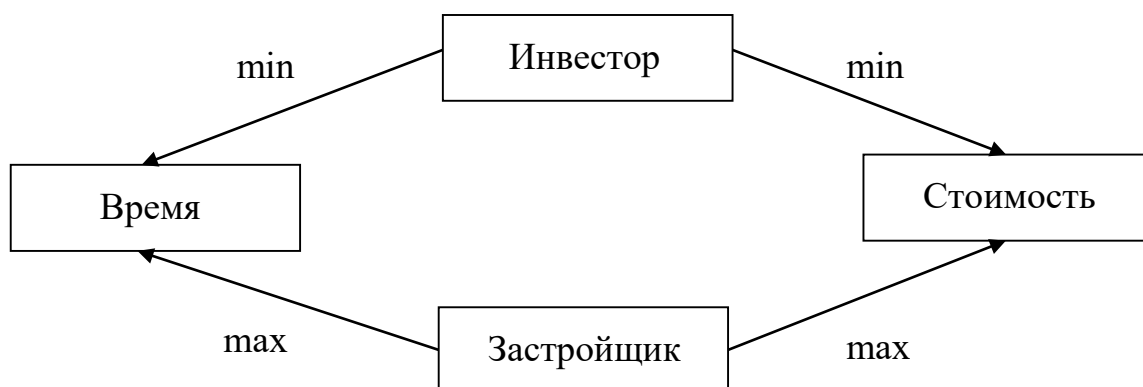 Инвестор
min
min
Время
Стоимость
max
Застройщик
max